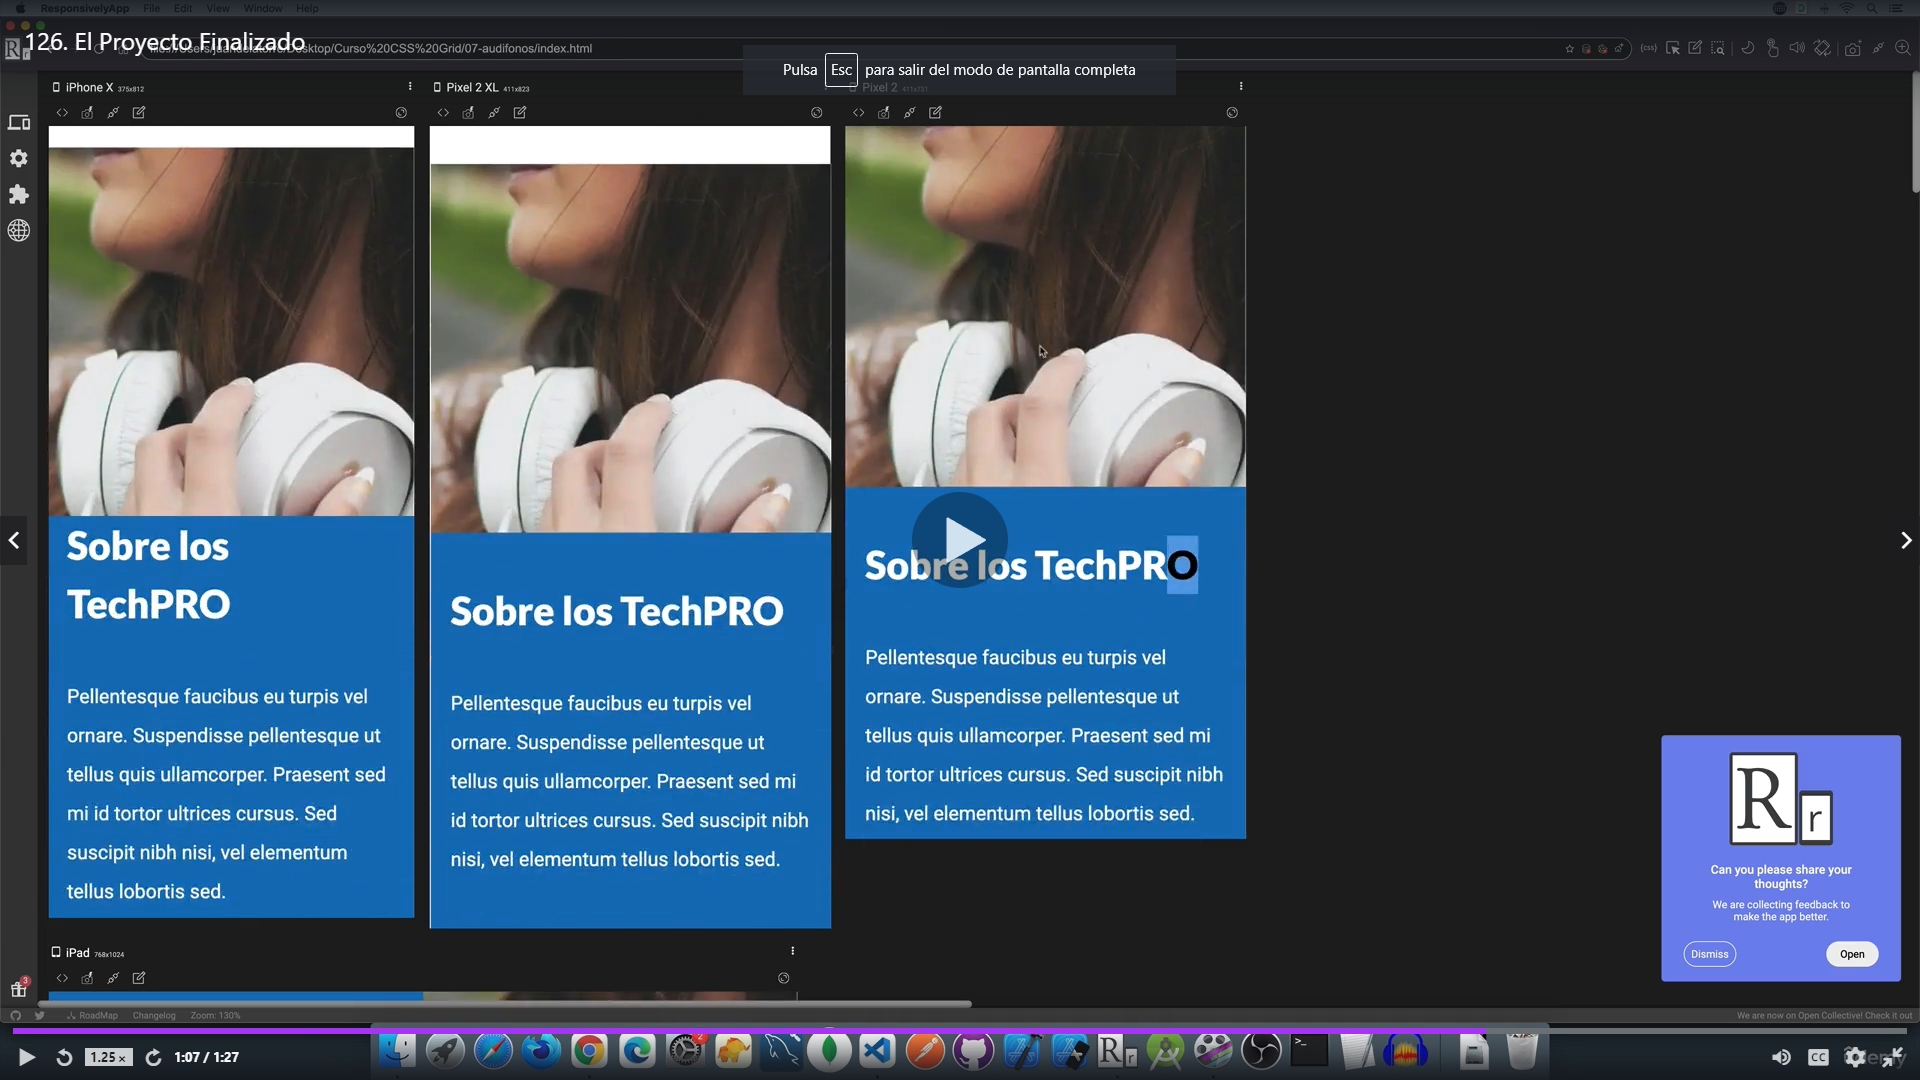 ResponsivelyApp File Edit View Window Help
126. El Proyecto Finalizado
Desktop/Curso%20CSS%20Grid/07-audifonos/index.html
Pulsa Esc para salir del modo de pantalla completa
iPhone X 375x812
Pixel 2 XL 411x823
Pixel 2 411x731
Sobre los
TechPRO
Pellentesque faucibus eu turpis vel
ornare. Suspendisse pellentesque ut
tellus quis ullamcorper. Praesent sed
mi id tortor ultrices cursus. Sed
suscipit nibh nisi, vel elementum
tellus lobortis sed.
Sobre los TechPRO
Pellentesque faucibus eu turpis vel
ornare. Suspendisse pellentesque ut
tellus quis ullamcorper. Praesent sed mi
id tortor ultrices cursus. Sed suscipit nibh
nisi, vel elementum tellus lobortis sed.
Sobre los TechPRO
Pellentesque faucibus eu turpis vel
ornare. Suspendisse pellentesque ut
tellus quis ullamcorper. Praesent sed mi
id tortor ultrices cursus. Sed suscipit nibh
nisi, vel elementum tellus lobortis sed.
iPad 768x1024
Rr
Can you please share your
thoughts?
We are collecting feedback to
make the app better.
Dismiss
Open
RoadMap Changelog Zoom: 130%
We are now on Open Collective! Check it out
1.25 x
1:07 / 1:27
CC